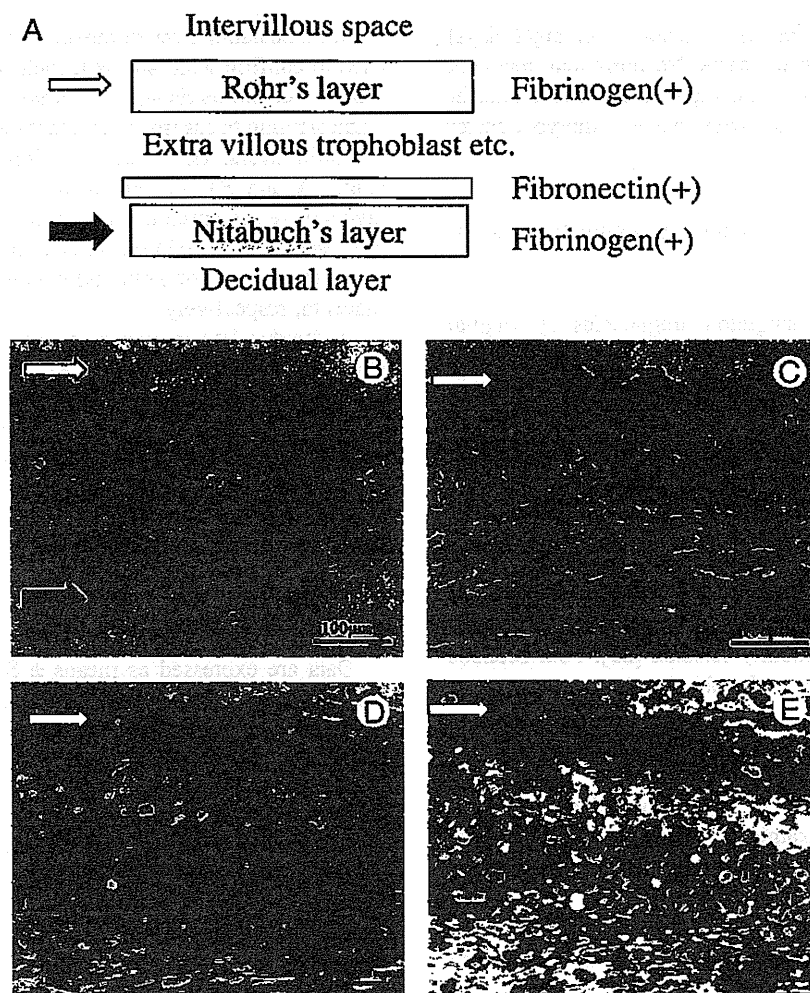 A
Intervillous space
Rohr's layer Fibrinogen(+)
Extra villous trophoblast etc.
Fibronectin(+)
Nitabuch's layer Fibrinogen(+)
Decidual layer
B
C
100μm
D
E